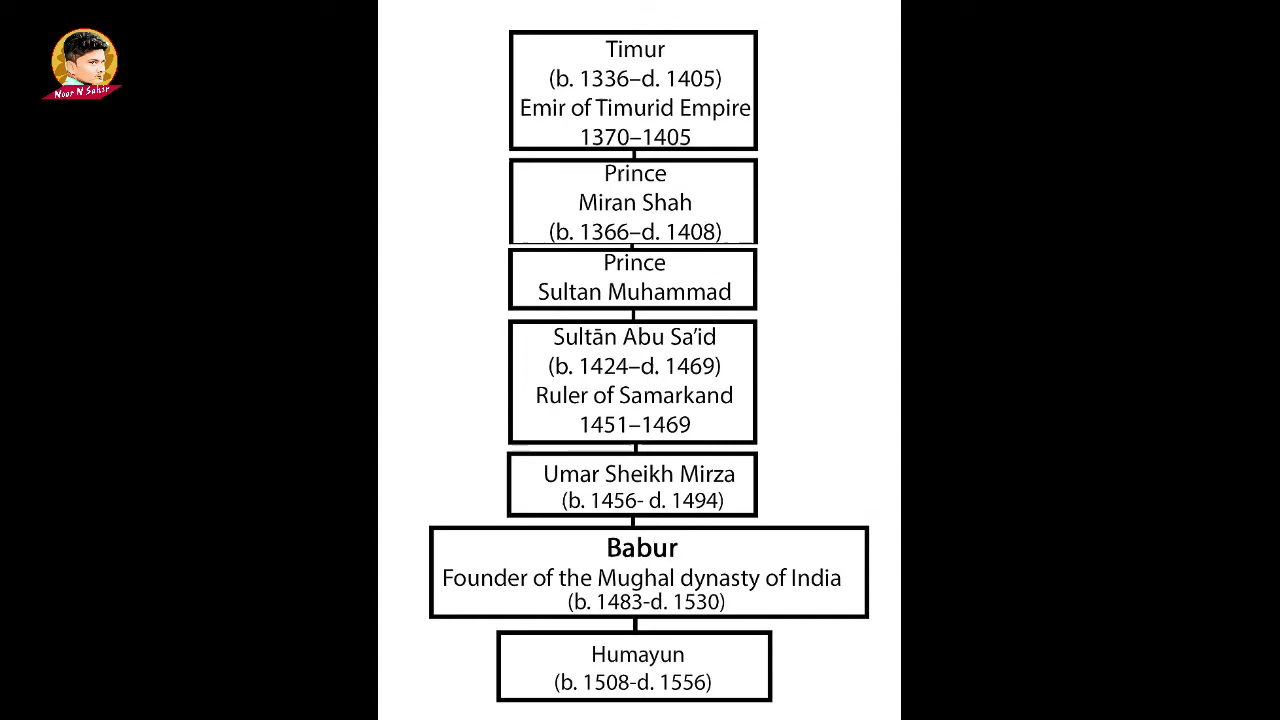 Noor N Sahir
Timur
(b. 1336–d. 1405)
Emir of Timurid Empire
1370–1405
Prince
Miran Shah
(b. 1366–d. 1408)
Prince
Sultan Muhammad
Sultān Abu Sa’id
(b. 1424–d. 1469)
Ruler of Samarkand
1451–1469
Umar Sheikh Mirza
(b. 1456- d. 1494)
Babur
Founder of the Mughal dynasty of India
(b. 1483-d. 1530)
Humayun
(b. 1508-d. 1556)